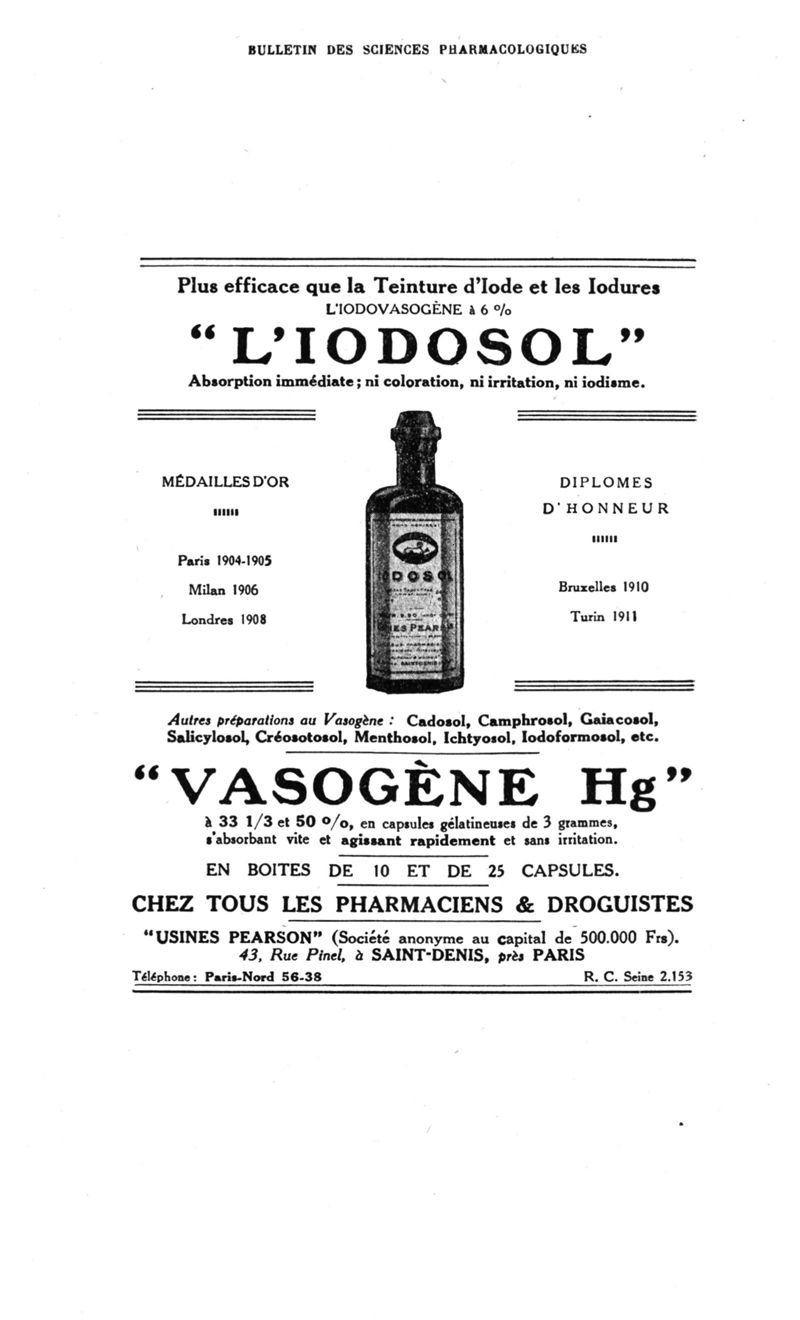 BULLETIN DES SCIENCES PHARMACOLOGIQUES
Plus efficace que la Teinture d'Iode et les Iodures
L'IODOVASOGÈNE à 6 %
“L'IODOSOL”
Absorption immédiate; ni coloration, ni irritation, ni iodisme.
MÉDAILLES D'OR
Paris 1904-1905
Milan 1906
Londres 1908
IODOSOL
USINES PEARSON
SAINT-DENIS
DIPLOMES
D'HONNEUR
Bruxelles 1910
Turin 1911
Autres préparations au Vasogène : Cadosol, Camphrosol, Gaiacosol,
Salicylosol, Créosotosol, Menthosol, Ichtyosol, Iodoformosol, etc.
“VASOGÈNE Hg”
à 33 1/3 et 50 %, en capsules gélatineuses de 3 grammes,
s'absorbant vite et agissant rapidement et sans irritation.
EN BOITES DE 10 ET DE 25 CAPSULES.
CHEZ TOUS LES PHARMACIENS & DROGUISTES
“USINES PEARSON” (Société anonyme au capital de 500.000 Frs).
43, Rue Pinel, à SAINT-DENIS, près PARIS
Téléphone : Paris-Nord 56-38 R. C. Seine 2.153